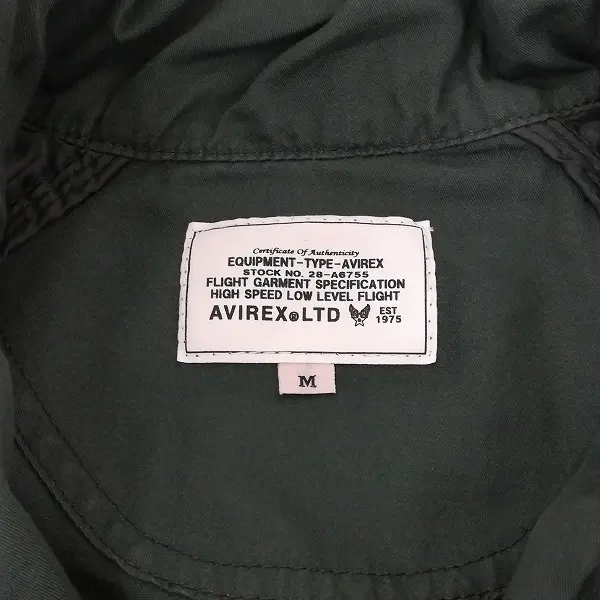 Certificate Of Authenticity
EQUIPMENT-TYPE-AVIREX
STOCK NO. 28-A6755
FLIGHT GARMENT SPECIFICATION
HIGH SPEED LOW LEVEL FLIGHT
AVIREX®LTD EST 1975
M